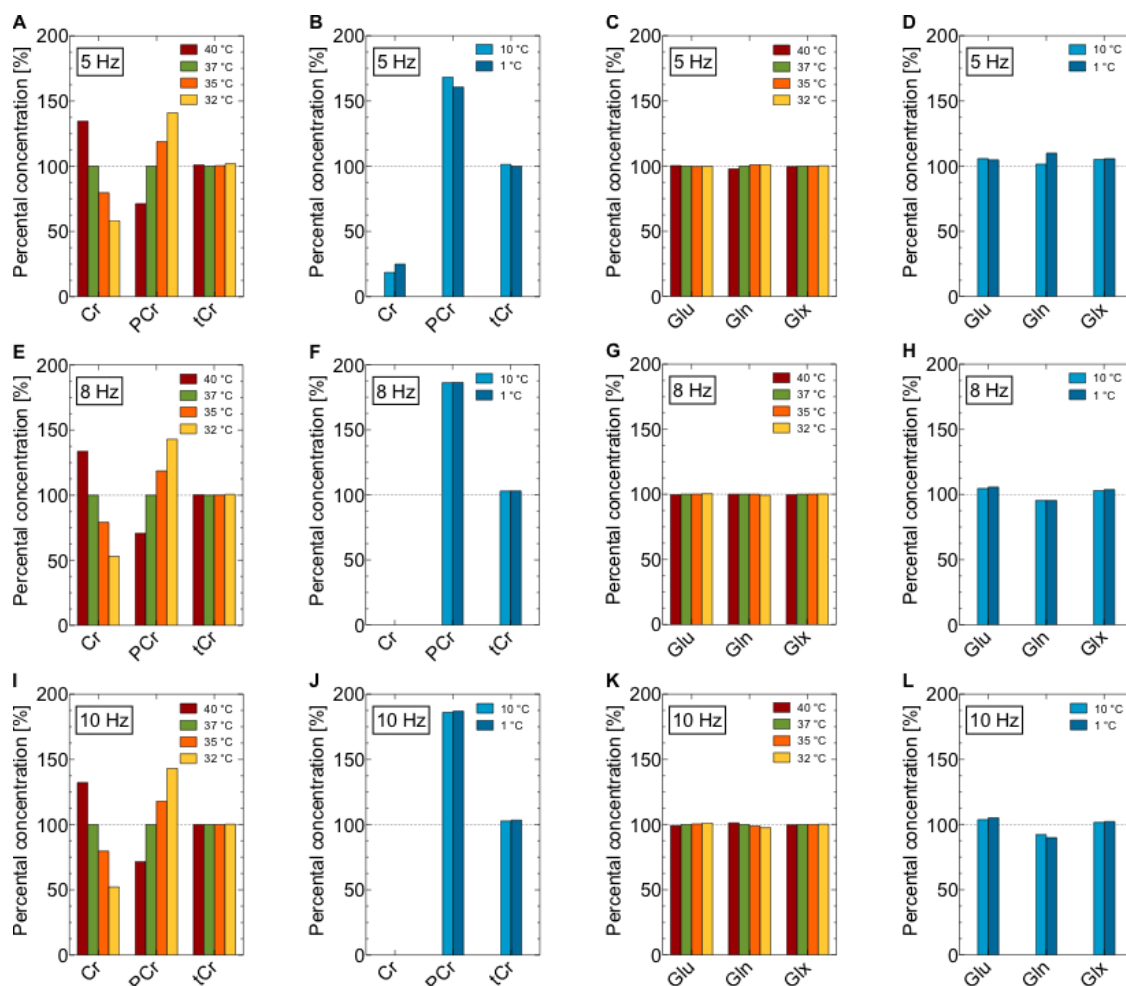 A
Percental concentration [%]
200
150
100
50
0
5 Hz
40 °C
37 °C
35 °C
32 °C
Cr
PCr
tCr
B
Percental concentration [%]
200
150
100
50
0
5 Hz
10 °C
1 °C
Cr
PCr
tCr
C
Percental concentration [%]
200
150
100
50
0
5 Hz
40 °C
37 °C
35 °C
32 °C
Glu
Gln
Glx
D
Percental concentration [%]
200
150
100
50
0
5 Hz
10 °C
1 °C
Glu
Gln
Glx
E
Percental concentration [%]
200
150
100
50
0
8 Hz
40 °C
37 °C
35 °C
32 °C
Cr
PCr
tCr
F
Percental concentration [%]
200
150
100
50
0
8 Hz
10 °C
1 °C
Cr
PCr
tCr
G
Percental concentration [%]
200
150
100
50
0
8 Hz
40 °C
37 °C
35 °C
32 °C
Glu
Gln
Glx
H
Percental concentration [%]
200
150
100
50
0
8 Hz
10 °C
1 °C
Glu
Gln
Glx
I
Percental concentration [%]
200
150
100
50
0
10 Hz
40 °C
37 °C
35 °C
32 °C
Cr
PCr
tCr
J
Percental concentration [%]
200
150
100
50
0
10 Hz
10 °C
1 °C
Cr
PCr
tCr
K
Percental concentration [%]
200
150
100
50
0
10 Hz
40 °C
37 °C
35 °C
32 °C
Glu
Gln
Glx
L
Percental concentration [%]
200
150
100
50
0
10 Hz
10 °C
1 °C
Glu
Gln
Glx